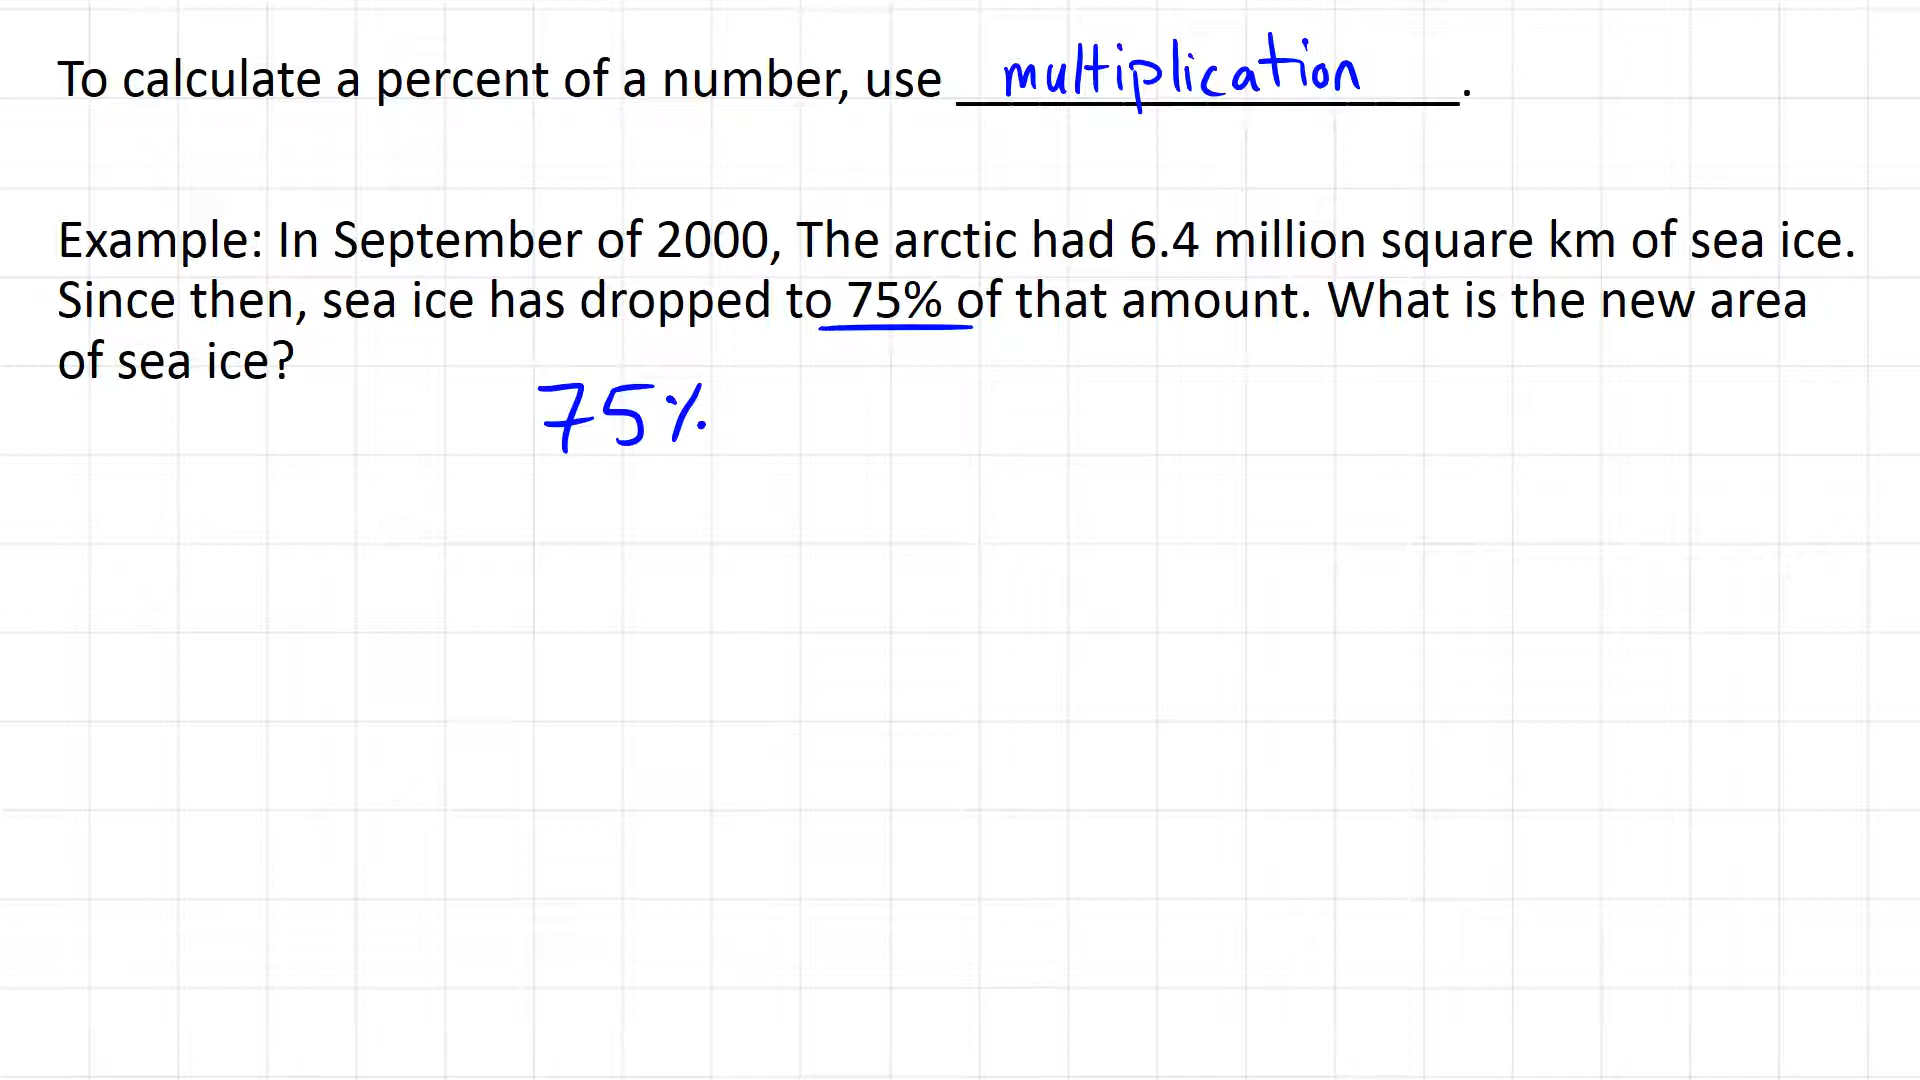 To calculate a percent of a number, use multiplication.
Example: In September of 2000, The arctic had 6.4 million square km of sea ice.
Since then, sea ice has dropped to 75% of that amount. What is the new area
of sea ice?
75%